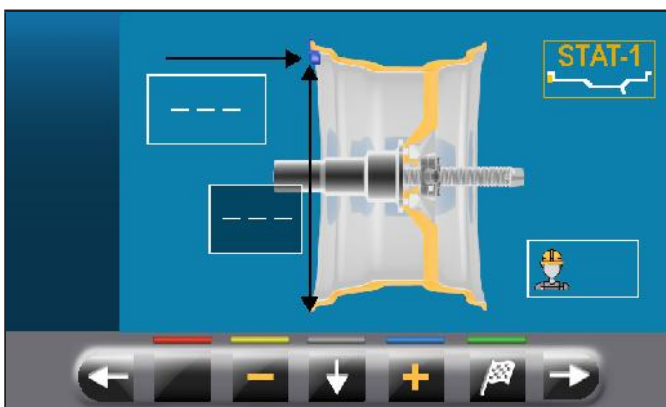 STAT-1
– – –
– – –